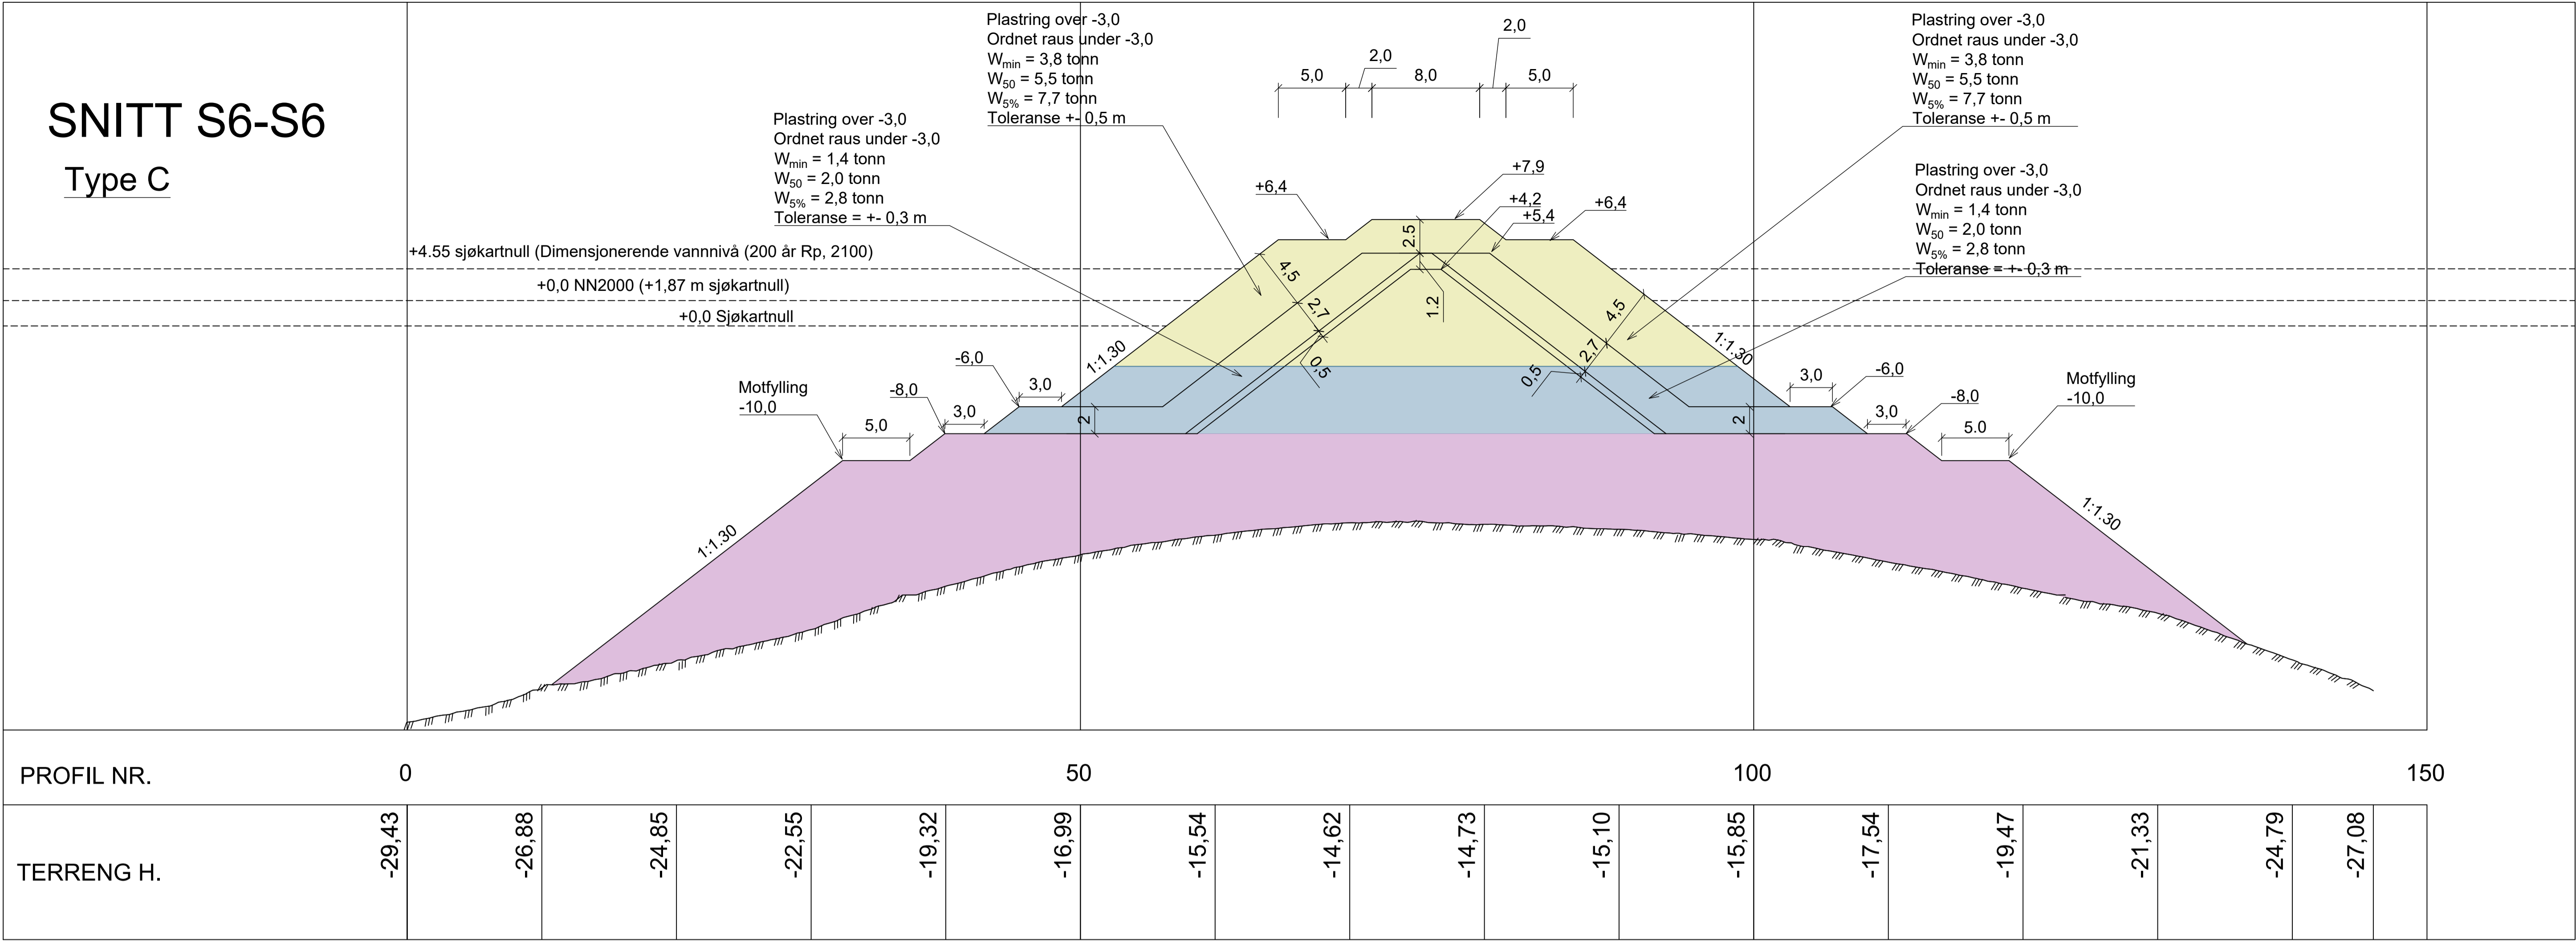 SNITT S6-S6
Type C
Plastring over -3,0
Ordnet raus under -3,0
Wmin = 3,8 tonn
W50 = 5,5 tonn
W5% = 7,7 tonn
Toleranse +- 0,5 m
Plastring over -3,0
Ordnet raus under -3,0
Wmin = 1,4 tonn
W50 = 2,0 tonn
W5% = 2,8 tonn
Toleranse = +- 0,3 m
2,0
2,0
5,0
8,0
5,0
Plastring over -3,0
Ordnet raus under -3,0
Wmin = 3,8 tonn
W50 = 5,5 tonn
W5% = 7,7 tonn
Toleranse +- 0,5 m
Plastring over -3,0
Ordnet raus under -3,0
Wmin = 1,4 tonn
W50 = 2,0 tonn
W5% = 2,8 tonn
Toleranse = +- 0,3 m
+4.55 sjøkartnull (Dimensjonerende vannnivå (200 år Rp, 2100)
+0,0 NN2000 (+1,87 m sjøkartnull)
+0,0 Sjøkartnull
+6,4
+7,9
+4,2
+5,4
+6,4
2.5
1.2
4,5
2,7
0,5
4,5
2,7
0,5
1:1.30
1:1.30
-6,0
3,0
-8,0
3,0
Motfylling
-10,0
5,0
2
2
3,0
-6,0
3,0
-8,0
5.0
Motfylling
-10,0
1:1.30
1:1.30
PROFIL NR.
0
50
100
150
TERRENG H.
-29,43
-26,88
-24,85
-22,55
-19,32
-16,99
-15,54
-14,62
-14,73
-15,10
-15,85
-17,54
-19,47
-21,33
-24,79
-27,08